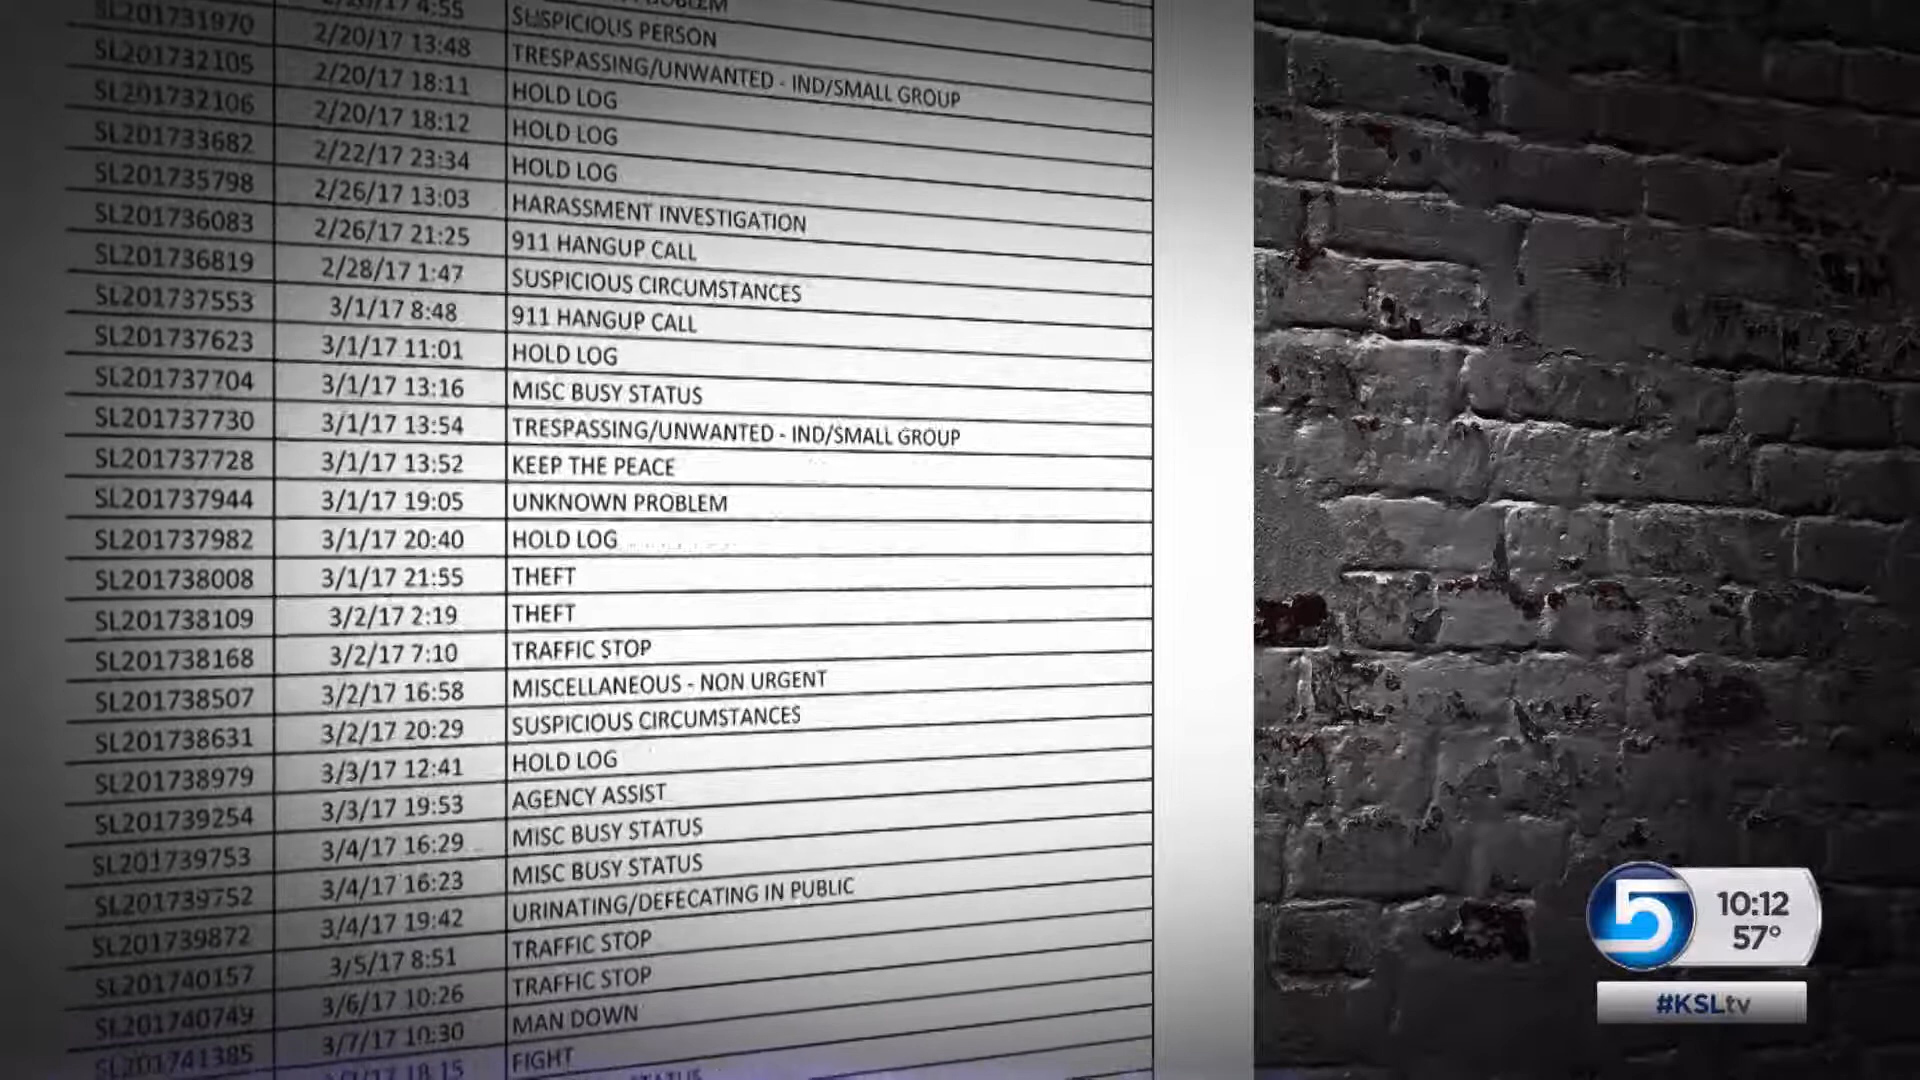 PROBLEM
4:55 SUSPICIOUS PERSON
SL201731970 2/20/17 13:48 TRESPASSING/UNWANTED - IND/SMALL GROUP
SL201732105 2/20/17 18:11 HOLD LOG
SL201732106 2/20/17 18:12 HOLD LOG
SL201733682 2/22/17 23:34 HOLD LOG
SL201735798 2/26/17 13:03 HARASSMENT INVESTIGATION
SL201736083 2/26/17 21:25 911 HANGUP CALL
SL201736819 2/28/17 1:47 SUSPICIOUS CIRCUMSTANCES
SL201737553 3/1/17 8:48 911 HANGUP CALL
SL201737623 3/1/17 11:01 HOLD LOG
SL201737704 3/1/17 13:16 MISC BUSY STATUS
SL201737730 3/1/17 13:54 TRESPASSING/UNWANTED - IND/SMALL GROUP
SL201737728 3/1/17 13:52 KEEP THE PEACE
SL201737944 3/1/17 19:05 UNKNOWN PROBLEM
SL201737982 3/1/17 20:40 HOLD LOG
SL201738008 3/1/17 21:55 THEFT
SL201738109 3/2/17 2:19 THEFT
SL201738168 3/2/17 7:10 TRAFFIC STOP
SL201738507 3/2/17 16:58 MISCELLANEOUS - NON URGENT
SL201738631 3/2/17 20:29 SUSPICIOUS CIRCUMSTANCES
SL201738979 3/3/17 12:41 HOLD LOG
SL201739254 3/3/17 19:53 AGENCY ASSIST
SL201739753 3/4/17 16:29 MISC BUSY STATUS
SL201739752 3/4/17 16:23 MISC BUSY STATUS
SL201739872 3/4/17 19:42 URINATING/DEFECATING IN PUBLIC
SL201740157 3/5/17 8:51 TRAFFIC STOP
SL201740749 3/6/17 10:26 TRAFFIC STOP
SL201741385 3/7/17 10:30 MAN DOWN
18:15 FIGHT
STATUS
5
10:12
57°
#KSLtv